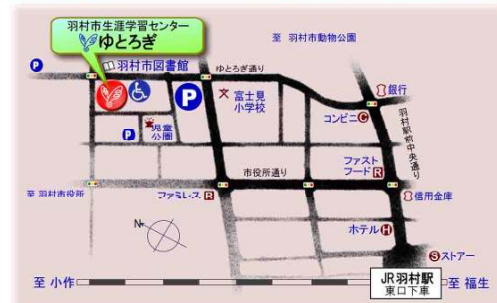 羽村市生涯学習センター
ゆとろぎ
至 羽村市動物公園
P
羽村市図書館
ゆとろぎ通り
P
文
富士見
小学校
銀行
コンビニ C
P
児童
公園
羽村駅前中央通り
市役所通り
ファスト
フード R
至 羽村市役所
ファミレス R
信用金庫
N
ホテル H
S ストアー
JR羽村駅
東口下車
至 小作
至 福生